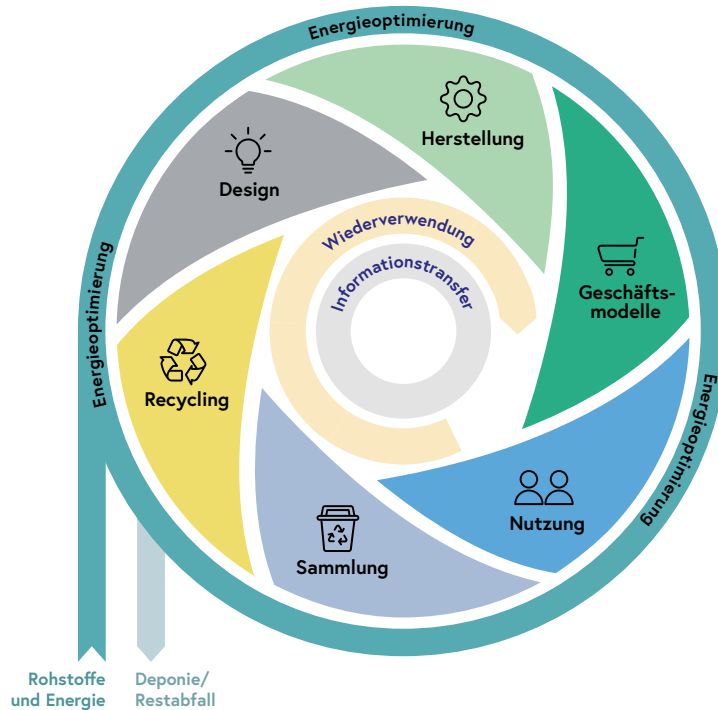 Energieoptimierung
Herstellung
Design
Wiederverwendung
Informationstransfer
Energieoptimierung
Geschäfts-
modelle
Recycling
Energieoptimierung
Nutzung
Sammlung
Rohstoffe
und Energie
Deponie/
Restabfall